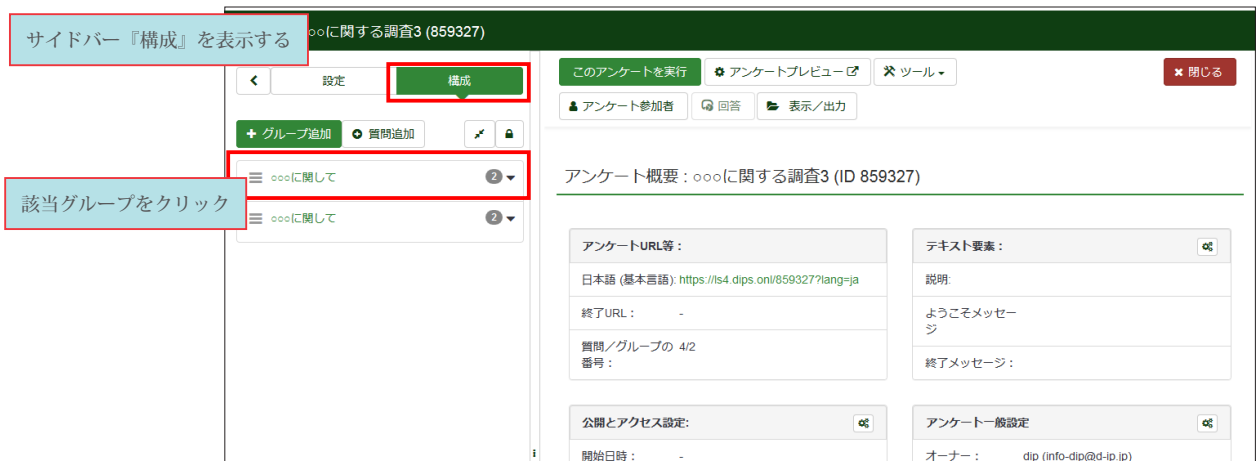 サイドバー『構成』を表示する
○○に関する調査3 (859327)
設定
構成
このアンケートを実行
アンケートプレビュー
ツール
閉じる
アンケート参加者
回答
表示／出力
グループ追加
質問追加
○○○に関して
2
該当グループをクリック
○○○に関して
2
アンケート概要 : ○○○に関する調査3 (ID 859327)
アンケートURL等：
日本語 (基本言語): https://ls4.dips.onl/859327?lang=ja
終了URL： -
質問／グループの 4/2
番号：
テキスト要素：
説明:
ようこそメッセー
ジ
終了メッセージ：
公開とアクセス設定:
開始日時： -
アンケート一般設定
オーナー： dip (info-dip@d-ip.jp)